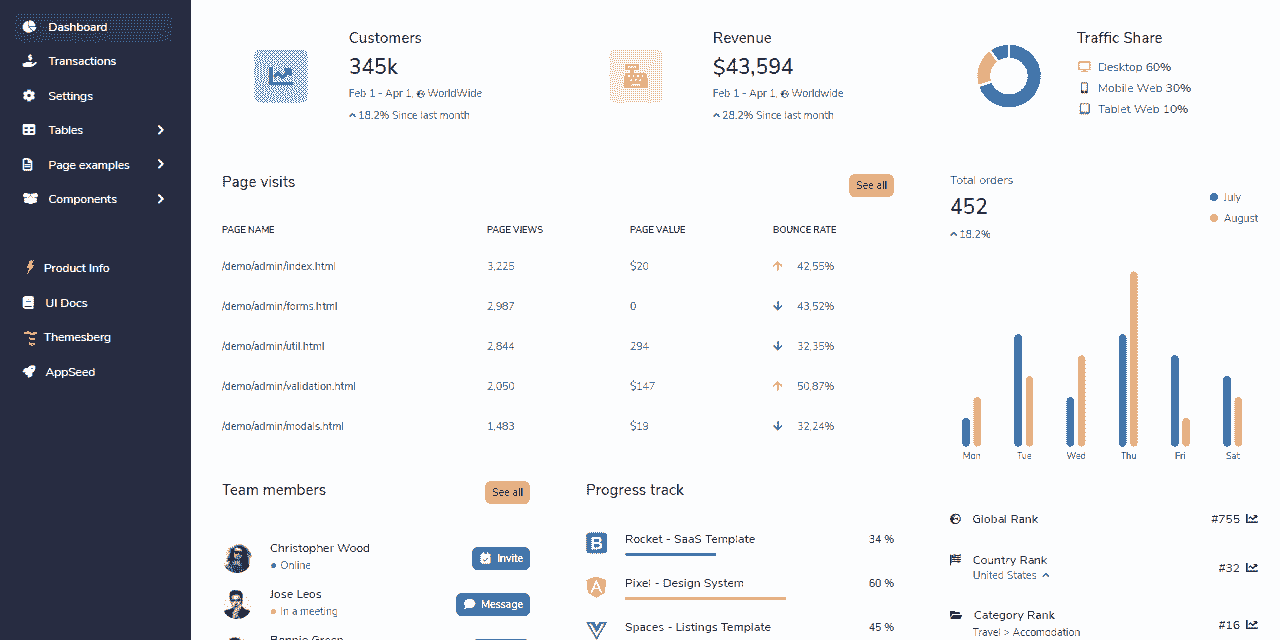 Dashboard
Transactions
Settings
Tables
Page examples
Components
Product Info
UI Docs
Themesberg
AppSeed
Customers
345k
Feb 1 - Apr 1, WorldWide
18.2% Since last month
Revenue
$43,594
Feb 1 - Apr 1, WorldWide
28.2% Since last month
Traffic Share
Desktop 60%
Mobile Web 30%
Tablet Web 10%
Page visits
See all
PAGE NAME PAGE VIEWS PAGE VALUE BOUNCE RATE
/demo/admin/index.html 3,225 $20 42,55%
/demo/admin/forms.html 2,987 0 43,52%
/demo/admin/util.html 2,844 294 32,35%
/demo/admin/validation.html 2,050 $147 50,87%
/demo/admin/modals.html 1,483 $19 32,24%
Total orders
452
18.2%
July
August
Mon Tue Wed Thu Fri Sat
Team members
See all
Christopher Wood
Online
Invite
Jose Leos
In a meeting
Message
Bonnie Green
Progress track
Rocket - SaaS Template 34 %
Pixel - Design System 60 %
Spaces - Listings Template 45 %
Global Rank #755
Country Rank
United States
#32
Category Rank
Travel > Accomodation
#16